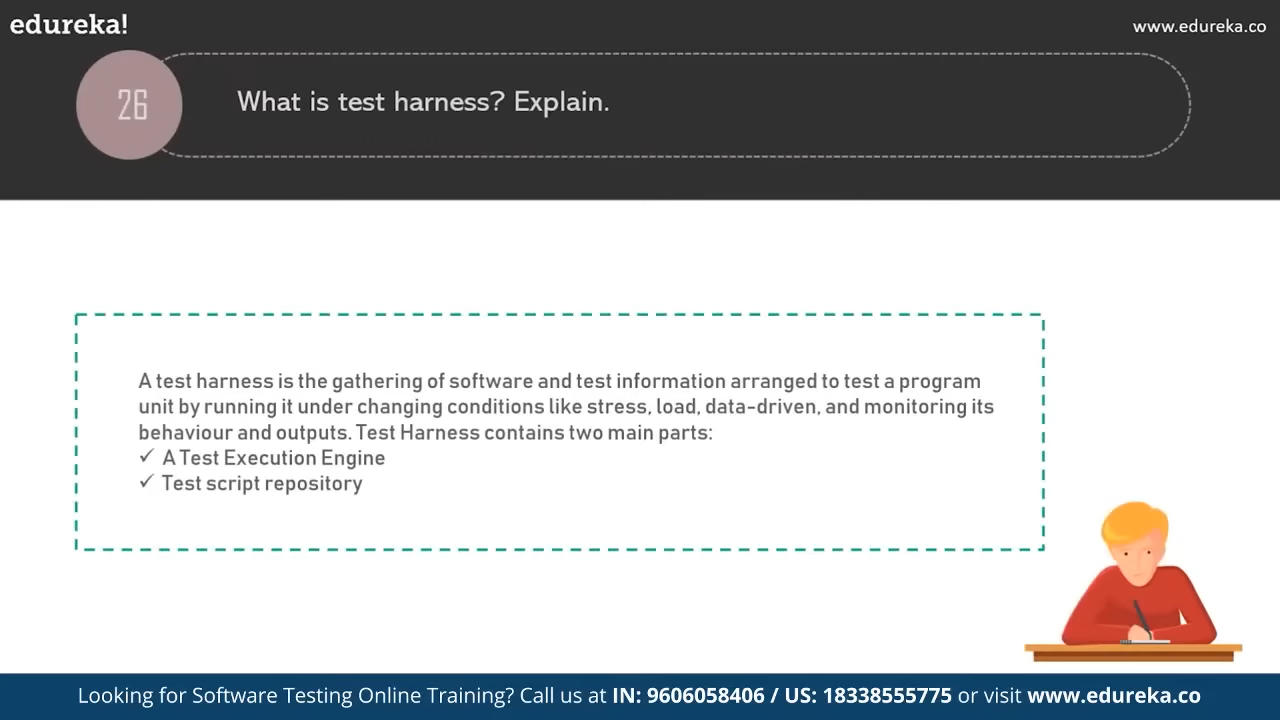 edureka!
www.edureka.co
26
What is test harness? Explain.
A test harness is the gathering of software and test information arranged to test a program
unit by running it under changing conditions like stress, load, data-driven, and monitoring its
behaviour and outputs. Test Harness contains two main parts:
✓ A Test Execution Engine
✓ Test script repository
Looking for Software Testing Online Training? Call us at IN: 9606058406 / US: 18338555775 or visit www.edureka.co